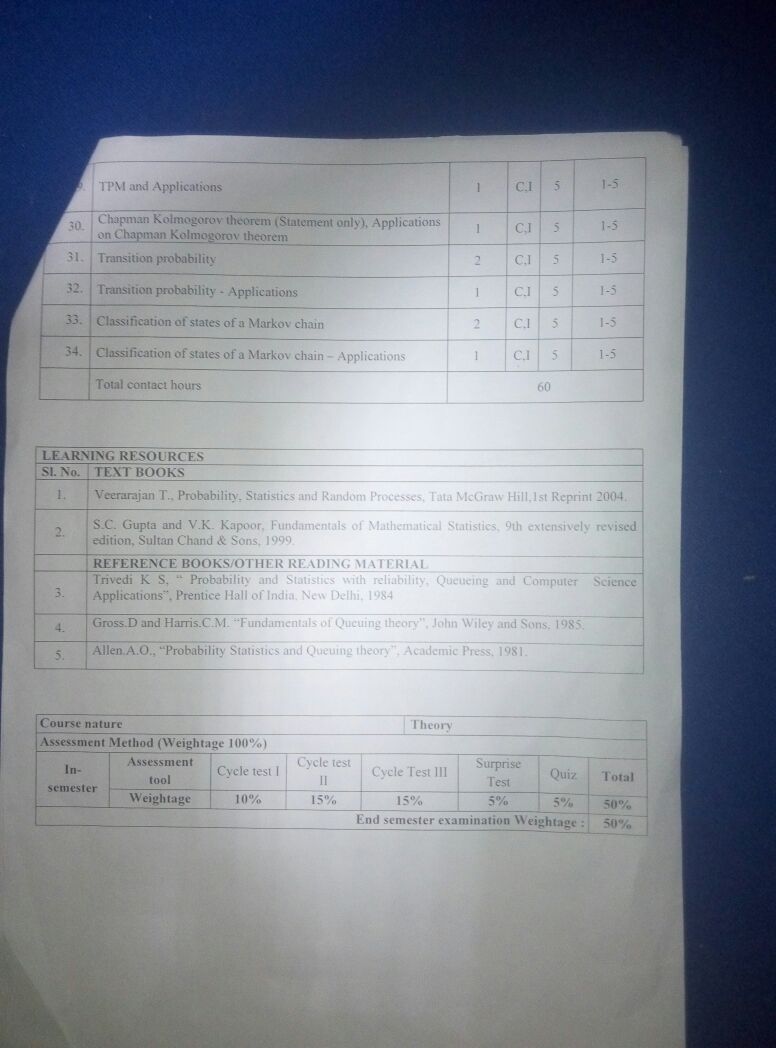 9. TPM and Applications 1 C,I 5 1-5
30. Chapman Kolmogorov theorem (Statement only), Applications
on Chapman Kolmogorov theorem 1 C,I 5 1-5
31. Transition probability 2 C,I 5 1-5
32. Transition probability - Applications 1 C,I 5 1-5
33. Classification of states of a Markov chain 2 C,I 5 1-5
34. Classification of states of a Markov chain – Applications 1 C,I 5 1-5
Total contact hours 60
LEARNING RESOURCES
Sl. No. TEXT BOOKS
1. Veerarajan T., Probability, Statistics and Random Processes, Tata McGraw Hill,1st Reprint 2004.
2. S.C. Gupta and V.K. Kapoor, Fundamentals of Mathematical Statistics, 9th extensively revised
edition, Sultan Chand & Sons, 1999.
REFERENCE BOOKS/OTHER READING MATERIAL
3. Trivedi K S, “ Probability and Statistics with reliability, Queueing and Computer Science
Applications”, Prentice Hall of India, New Delhi, 1984
4. Gross.D and Harris.C.M. “Fundamentals of Queuing theory”, John Wiley and Sons, 1985.
5. Allen.A.O., “Probability Statistics and Queuing theory”, Academic Press, 1981.
Course nature Theory
Assessment Method (Weightage 100%)
In-
semester
Assessment
tool
Cycle test I
Cycle test
II
Cycle Test III
Surprise
Test
Quiz
Total
Weightage 10% 15% 15% 5% 5% 50%
End semester examination Weightage : 50%